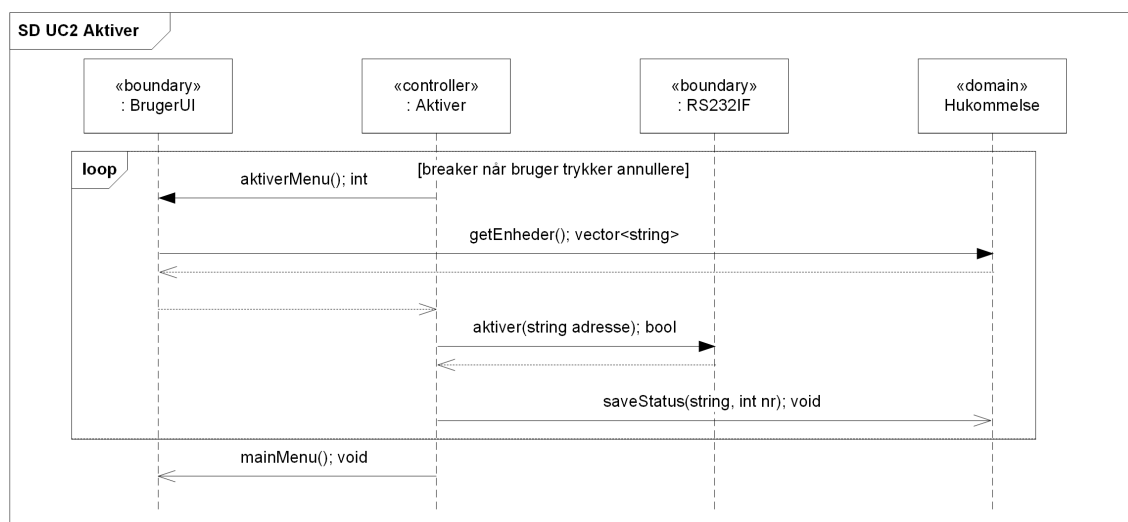 SD UC2 Aktiver
«boundary»
: BrugerUI
«controller»
: Aktiver
«boundary»
: RS232IF
«domain»
Hukommelse
loop
[breaker når bruger trykker annullere]
aktiverMenu(); int
getEnheder(); vector<string>
aktiver(string adresse); bool
saveStatus(string, int nr); void
mainMenu(); void